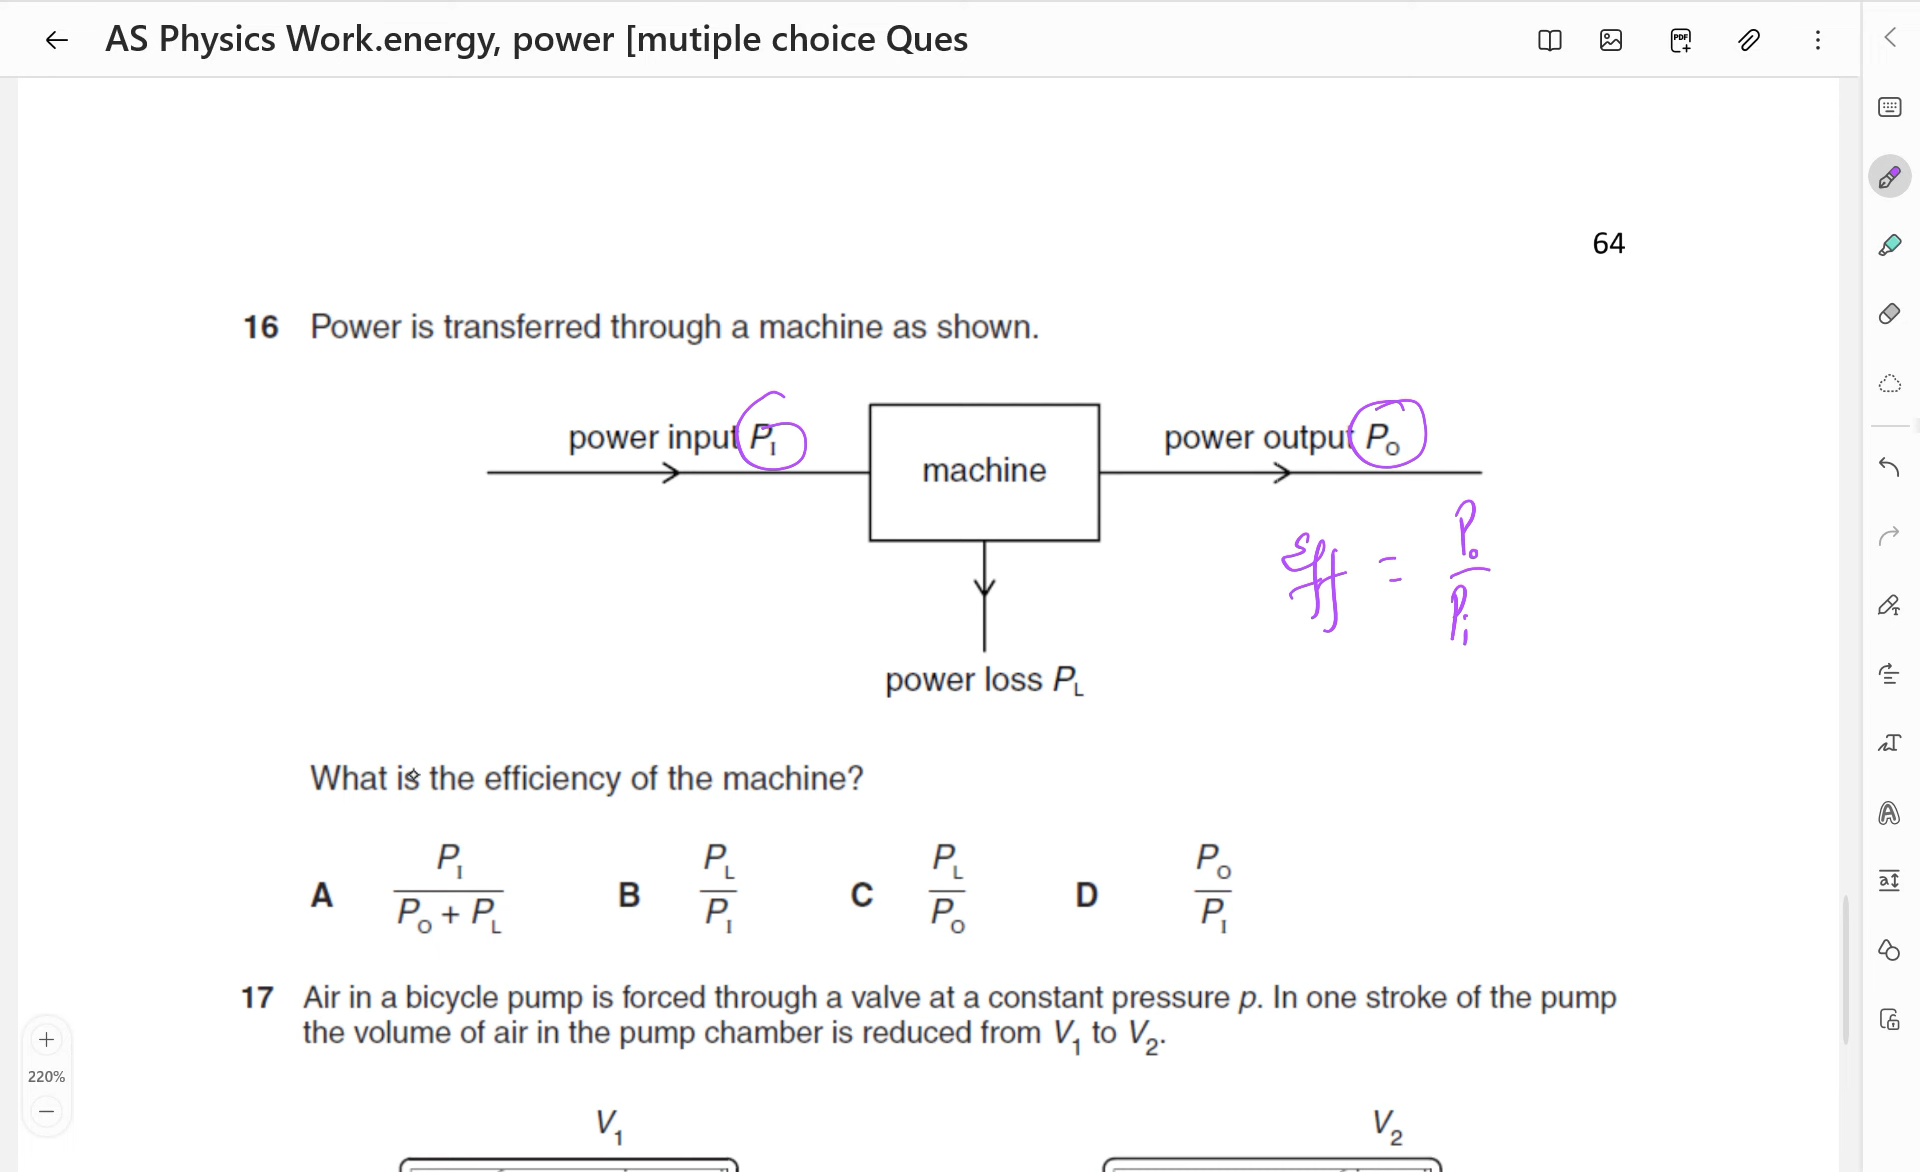 AS Physics Work.energy, power [mutiple choice Ques
64
16 Power is transferred through a machine as shown.
power input P_I
machine
power output P_O
eff = P_o / P_i
power loss P_L
What is the efficiency of the machine?
A P_I / (P_O + P_L) B P_L / P_I C P_L / P_O D P_O / P_I
17 Air in a bicycle pump is forced through a valve at a constant pressure p. In one stroke of the pump
the volume of air in the pump chamber is reduced from V_1 to V_2.
V_1 V_2
220%